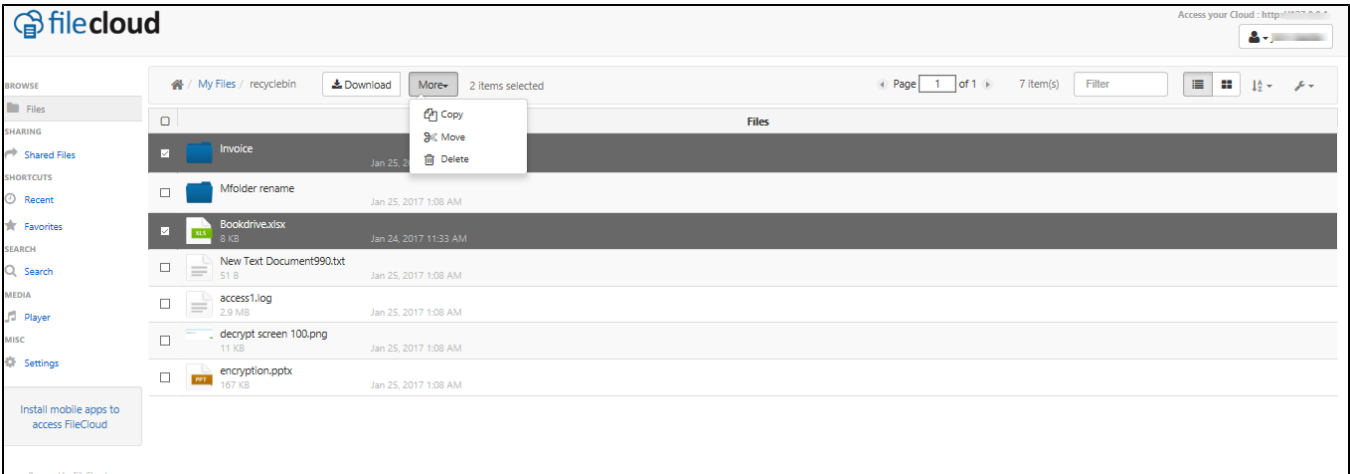 filecloud
Access your Cloud : http:
BROWSE
Files
SHARING
Shared Files
SHORTCUTS
Recent
Favorites
SEARCH
Search
MEDIA
Player
MISC
Settings
Install mobile apps to
access FileCloud
/ My Files / recyclebin Download More 2 items selected Page 1 of 1 7 item(s) Filter
Copy
Move
Delete
Files
Invoice
Jan 25, 2
Mfolder rename
Jan 25, 2017 1:08 AM
Bookdrive.xlsx
XLS
8 KB Jan 24, 2017 11:33 AM
New Text Document990.txt
51 B Jan 25, 2017 1:08 AM
access1.log
2.9 MB Jan 25, 2017 1:08 AM
decrypt screen 100.png
11 KB Jan 25, 2017 1:08 AM
encryption.pptx
PPT
167 KB Jan 25, 2017 1:08 AM